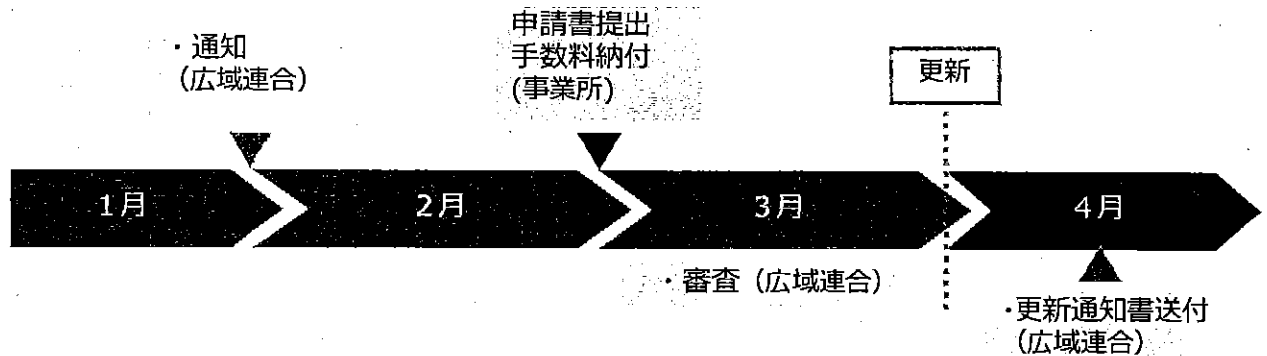 ・通知
（広域連合）
申請書提出
手数料納付
(事業所)
更新
1月
2月
3月
4月
・審査（広域連合）
・更新通知書送付
（広域連合）